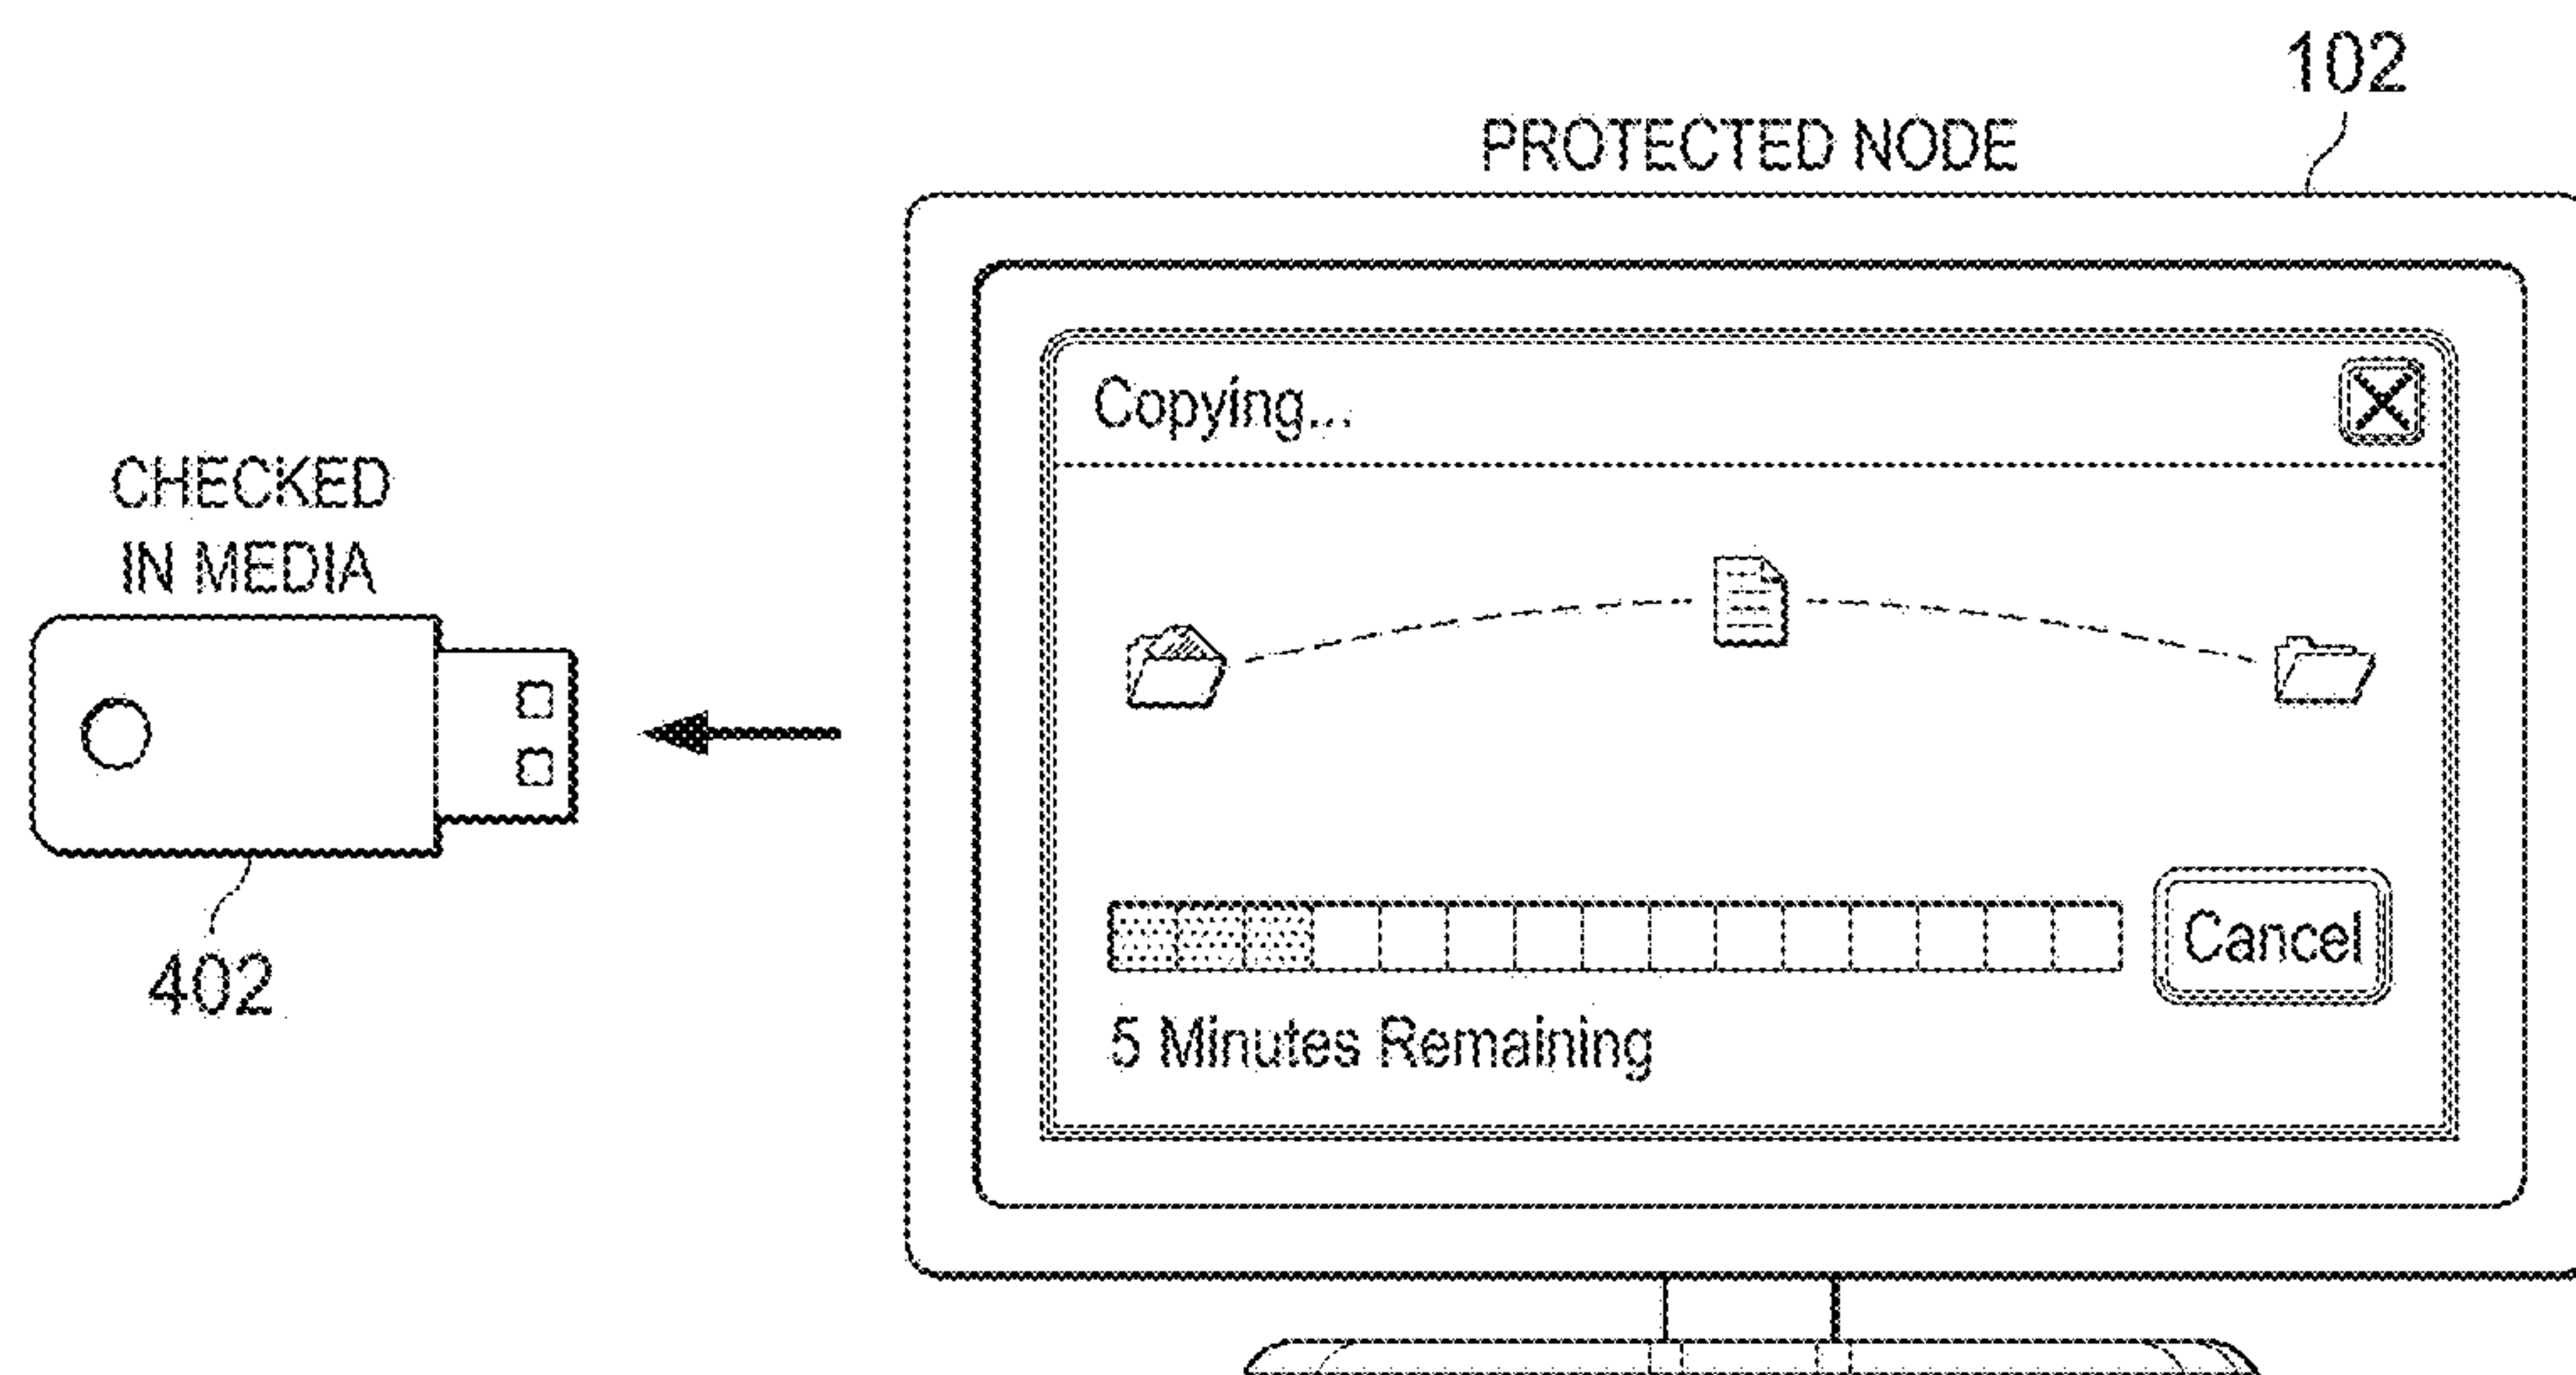 102
PROTECTED NODE
Copying...
CHECKED
IN MEDIA
402
Cancel
5 Minutes Remaining